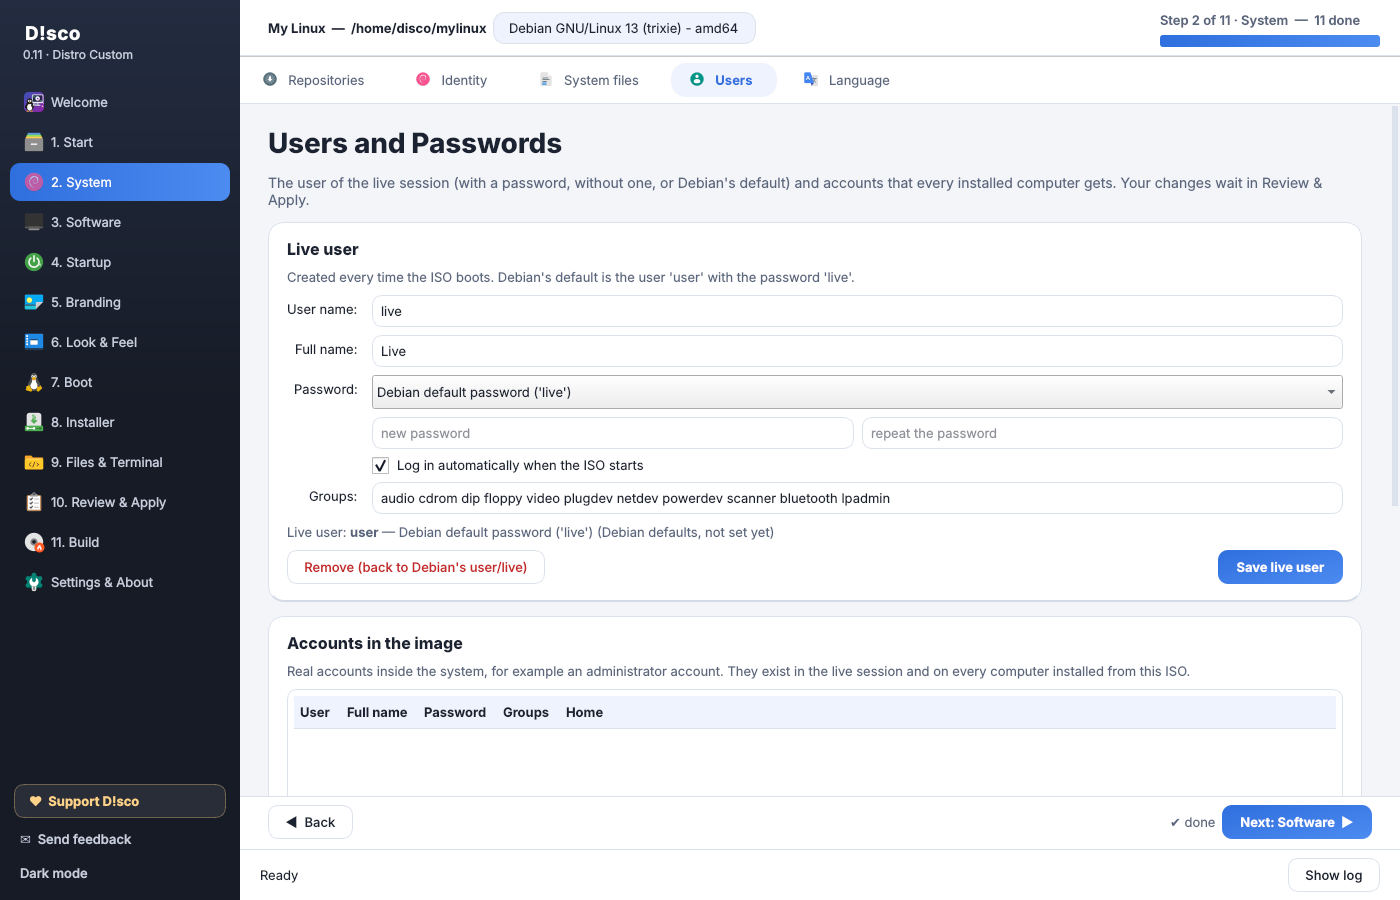 D!sco
0.11 · Distro Custom
Welcome
1. Start
2. System
3. Software
4. Startup
5. Branding
6. Look & Feel
7. Boot
8. Installer
9. Files & Terminal
10. Review & Apply
11. Build
Settings & About
Support D!sco
Send feedback
Dark mode
My Linux — /home/disco/mylinux
Debian GNU/Linux 13 (trixie) - amd64
Step 2 of 11 · System — 11 done
Repositories
Identity
System files
Users
Language
Users and Passwords
The user of the live session (with a password, without one, or Debian's default) and accounts that every installed computer gets. Your changes wait in Review &
Apply.
Live user
Created every time the ISO boots. Debian's default is the user 'user' with the password 'live'.
User name:
live
Full name:
Live
Password:
Debian default password ('live')
new password
repeat the password
Log in automatically when the ISO starts
Groups:
audio cdrom dip floppy video plugdev netdev powerdev scanner bluetooth lpadmin
Live user: user — Debian default password ('live') (Debian defaults, not set yet)
Remove (back to Debian's user/live)
Save live user
Accounts in the image
Real accounts inside the system, for example an administrator account. They exist in the live session and on every computer installed from this ISO.
User
Full name
Password
Groups
Home
◀ Back
✔ done
Next: Software ▶
Ready
Show log